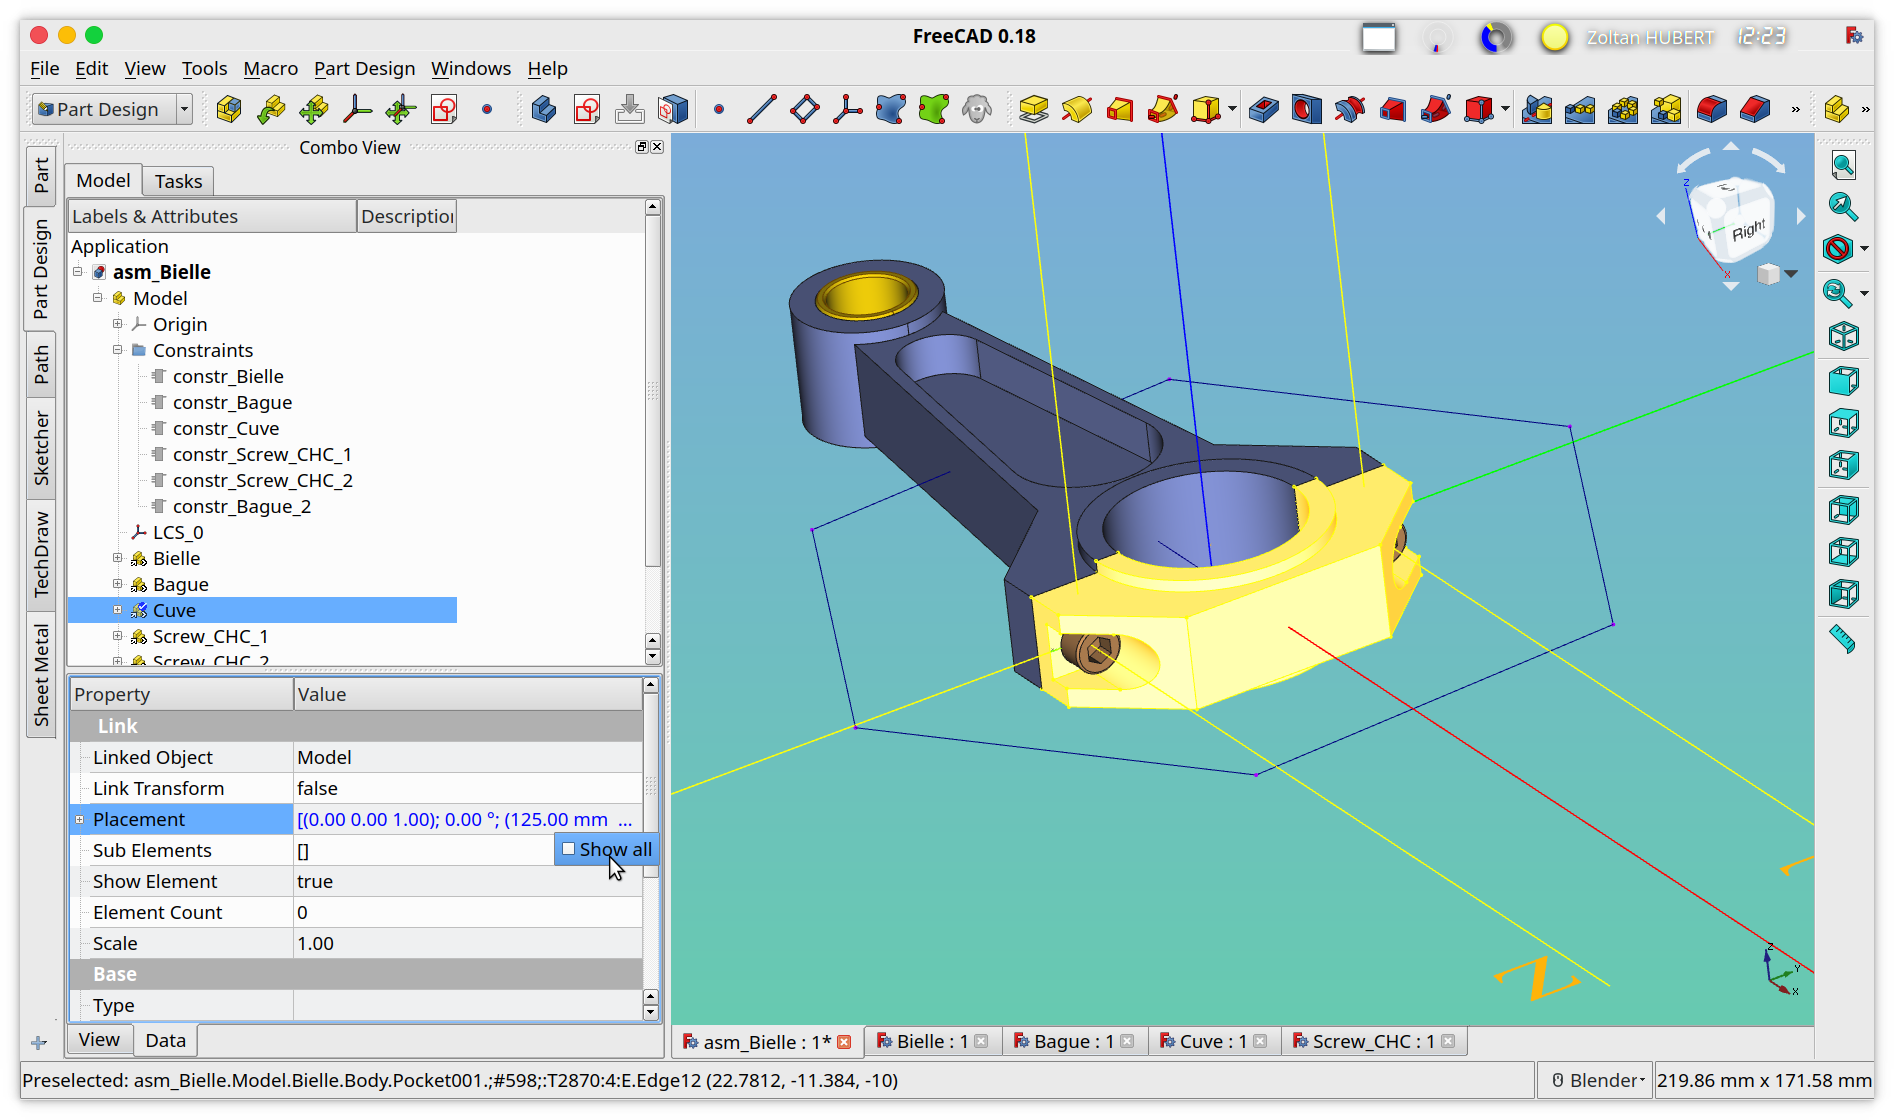 FreeCAD 0.18
Zoltan HUBERT
12:23
File Edit View Tools Macro Part Design Windows Help
Part Design
»
»
Combo View
Model Tasks
Part
Part Design
Path
Sketcher
TechDraw
Sheet Metal
Labels & Attributes Description
Application
asm_Bielle
Model
Origin
Constraints
constr_Bielle
constr_Bague
constr_Cuve
constr_Screw_CHC_1
constr_Screw_CHC_2
constr_Bague_2
LCS_0
Bielle
Bague
Cuve
Screw_CHC_1
Screw_CHC_2
Property Value
Link
Linked Object Model
Link Transform false
Placement [(0.00 0.00 1.00); 0.00 °; (125.00 mm ...
Sub Elements []
Show all
Show Element true
Element Count 0
Scale 1.00
Base
Type
View Data
Z
Right
X
Z
Z
Y
X
asm_Bielle : 1* Bielle : 1 Bague : 1 Cuve : 1 Screw_CHC : 1
Preselected: asm_Bielle.Model.Bielle.Body.Pocket001.;#598;:T2870:4:E.Edge12 (22.7812, -11.384, -10)
Blender
219.86 mm x 171.58 mm